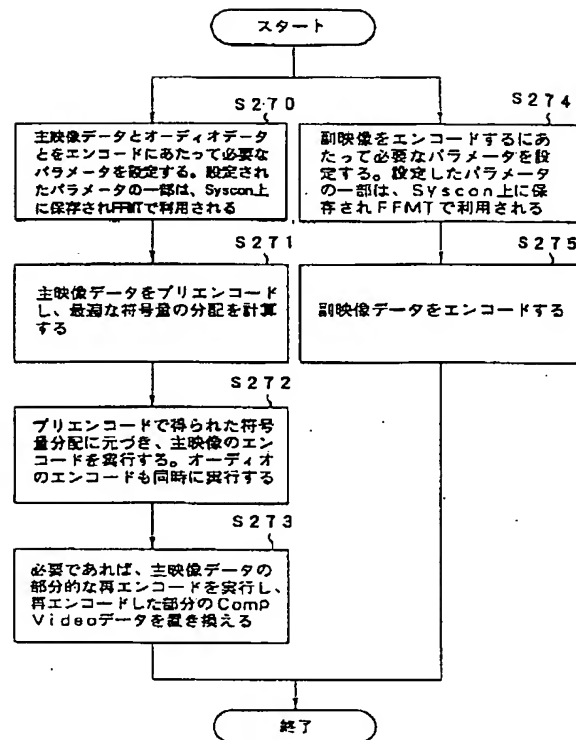 スタート
S270
主映像データとオーディオデータ
とをエンコードにあたって必要な
パラメータを設定する。設定され
たパラメータの一部は、Syscon上
に保存されFFMTで利用される
S271
主映像データをプリエンコード
し、最適な符号量の分配を計算
する
S272
プリエンコードで得られた符号
量分配に元づき、主映像のエン
コードを実行する。オーディオ
のエンコードも同時に実行する
S273
必要であれば、主映像データの
部分的な再エンコードを実行し、
再エンコードした部分のComp
Videoデータを置き換える
S274
副映像をエンコードするにあ
たって必要なパラメータを設
定する。設定したパラメータ
の一部は、Syscon上に保
存されFFMTで利用される
S275
副映像データをエンコードする
終了